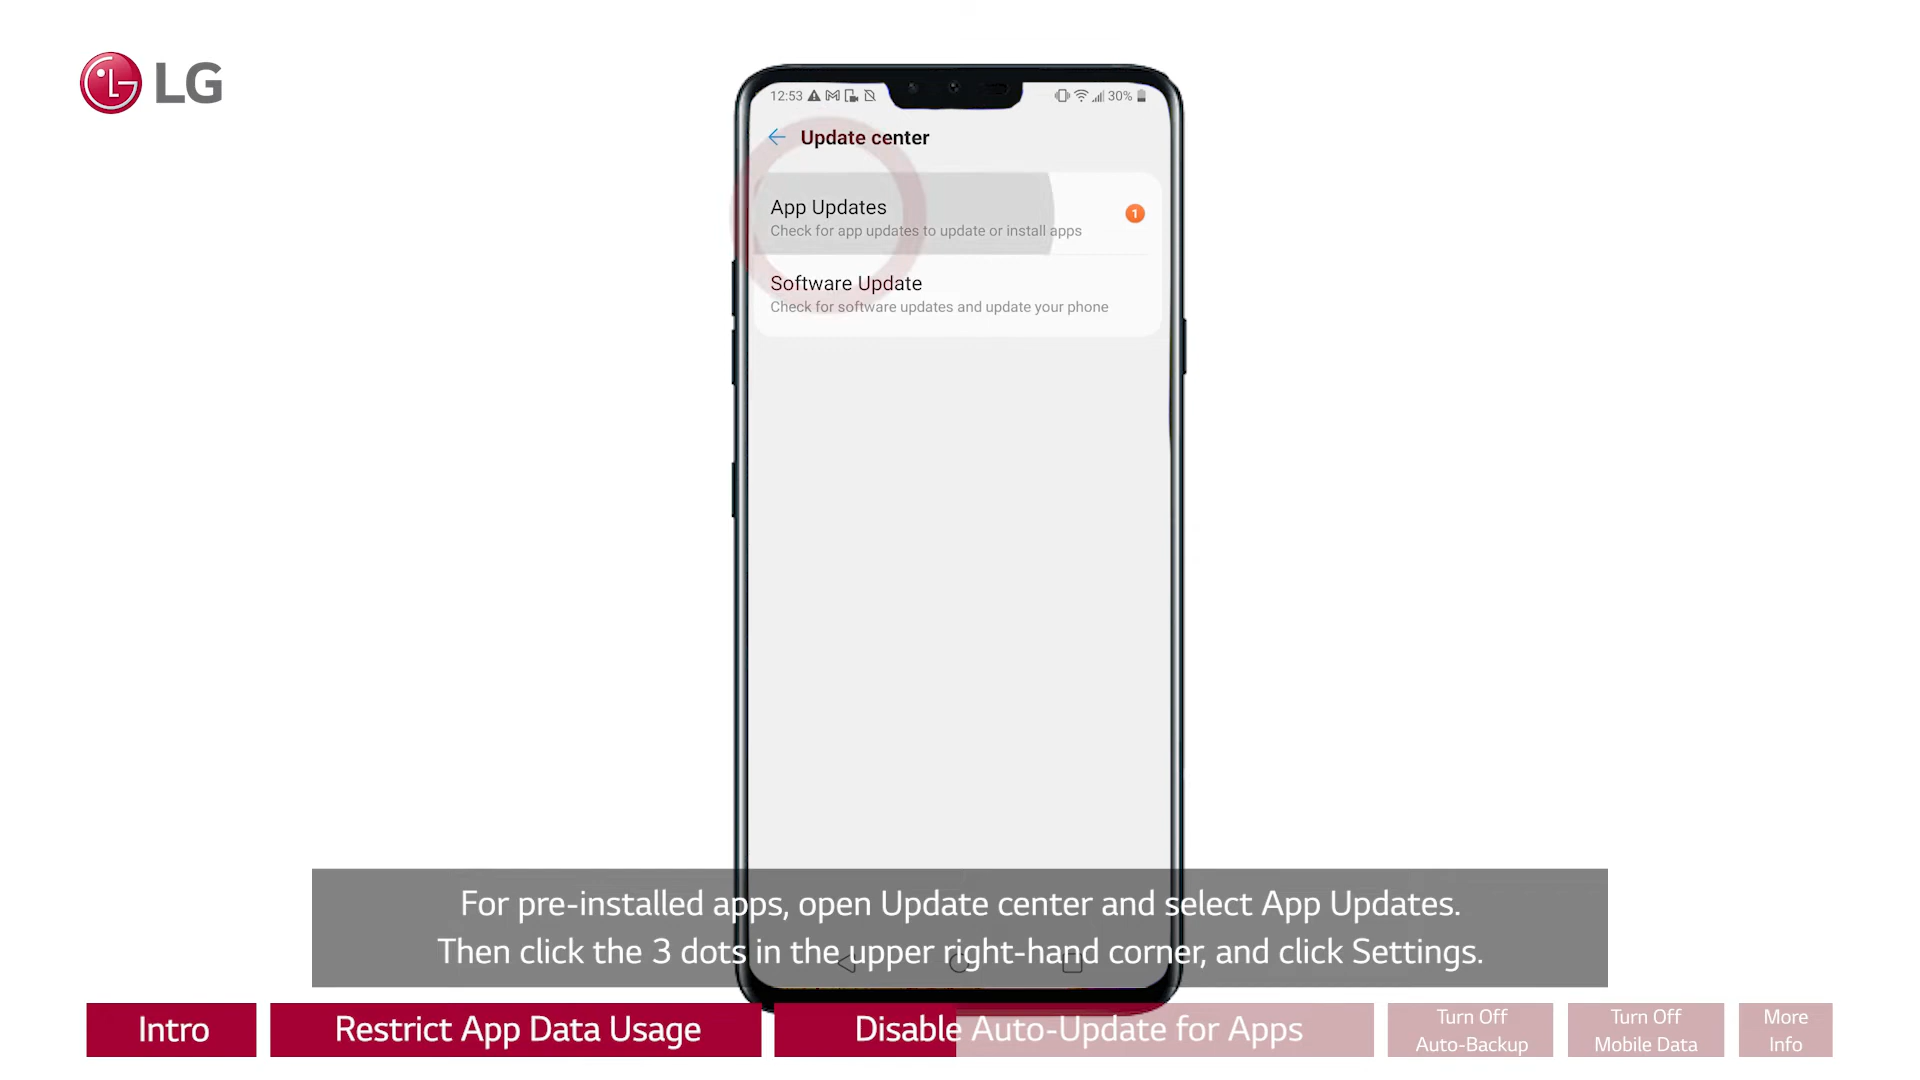 LG
12:53
30%
Update center
App Updates
Check for app updates to update or install apps
1
Software Update
Check for software updates and update your phone
For pre-installed apps, open Update center and select App Updates.
Then click the 3 dots in the upper right-hand corner, and click Settings.
Intro
Restrict App Data Usage
Disable Auto-Update for Apps
Turn Off
Auto-Backup
Turn Off
Mobile Data
More
Info